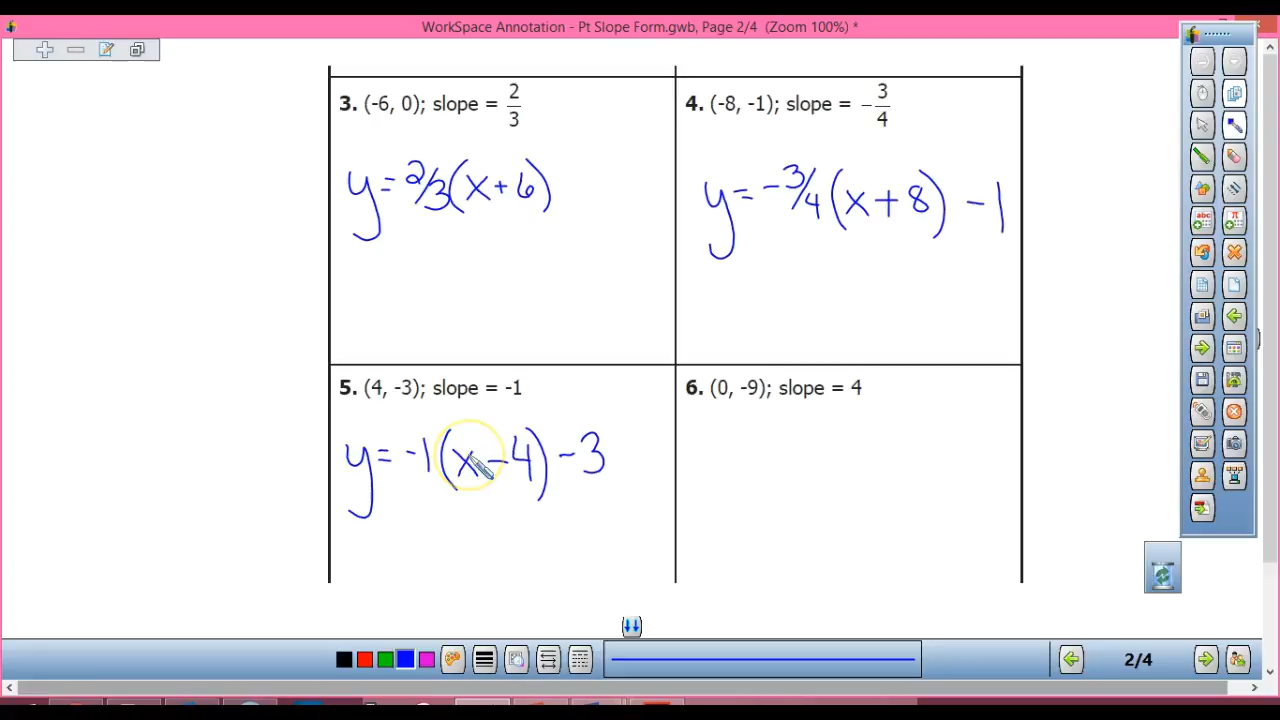 WorkSpace Annotation - Pt Slope Form.gwb, Page 2/4 (Zoom 100%) *
3. (-6, 0); slope = 2/3
y = 2/3(x+6)
4. (-8, -1); slope = -3/4
y = -3/4(x+8) -1
5. (4, -3); slope = -1
y = -1(x-4) -3
6. (0, -9); slope = 4
abc
π
2/4